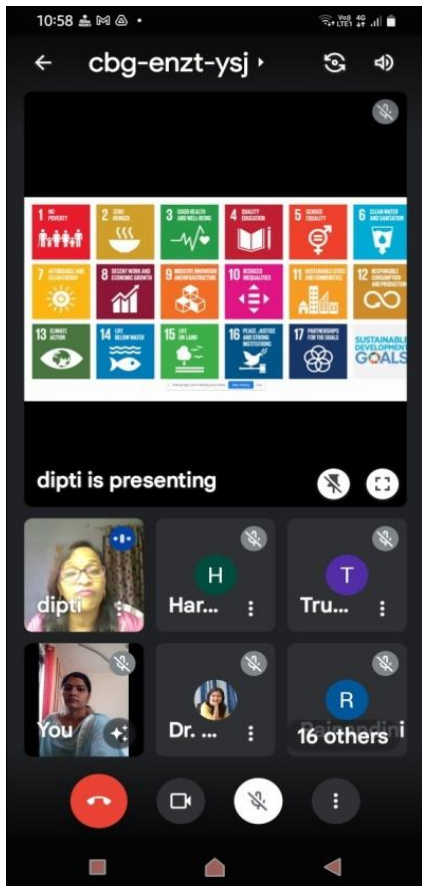 10:58
Vo))
4G
LTE1
cbg-enzt-ysj
1 NO POVERTY
2 ZERO HUNGER
3 GOOD HEALTH AND WELL-BEING
4 QUALITY EDUCATION
5 GENDER EQUALITY
6 CLEAN WATER AND SANITATION
7 AFFORDABLE AND CLEAN ENERGY
8 DECENT WORK AND ECONOMIC GROWTH
9 INDUSTRY, INNOVATION AND INFRASTRUCTURE
10 REDUCED INEQUALITIES
11 SUSTAINABLE CITIES AND COMMUNITIES
12 RESPONSIBLE CONSUMPTION AND PRODUCTION
13 CLIMATE ACTION
14 LIFE BELOW WATER
15 LIFE ON LAND
16 PEACE, JUSTICE AND STRONG INSTITUTIONS
17 PARTNERSHIPS FOR THE GOALS
SUSTAINABLE
DEVELOPMENT
GOALS
dipti is presenting
dipti
H
Har...
T
Tru...
You
Dr. ...
R
16 others